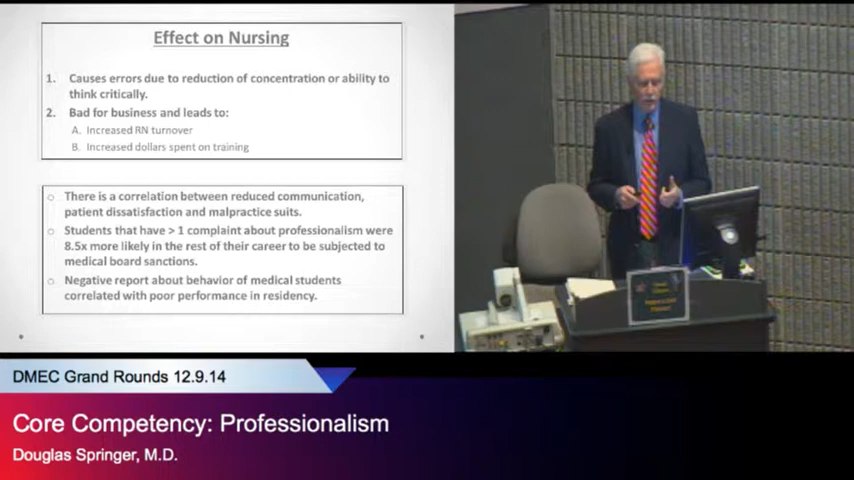 Effect on Nursing
1. Causes errors due to reduction of concentration or ability to
think critically.
2. Bad for business and leads to:
A. Increased RN turnover
B. Increased dollars spent on training
There is a correlation between reduced communication,
patient dissatisfaction and malpractice suits.
Students that have > 1 complaint about professionalism were
8.5x more likely in the rest of their career to be subjected to
medical board sanctions.
Negative report about behavior of medical students
correlated with poor performance in residency.
DMEC Grand Rounds 12.9.14
Core Competency: Professionalism
Douglas Springer, M.D.